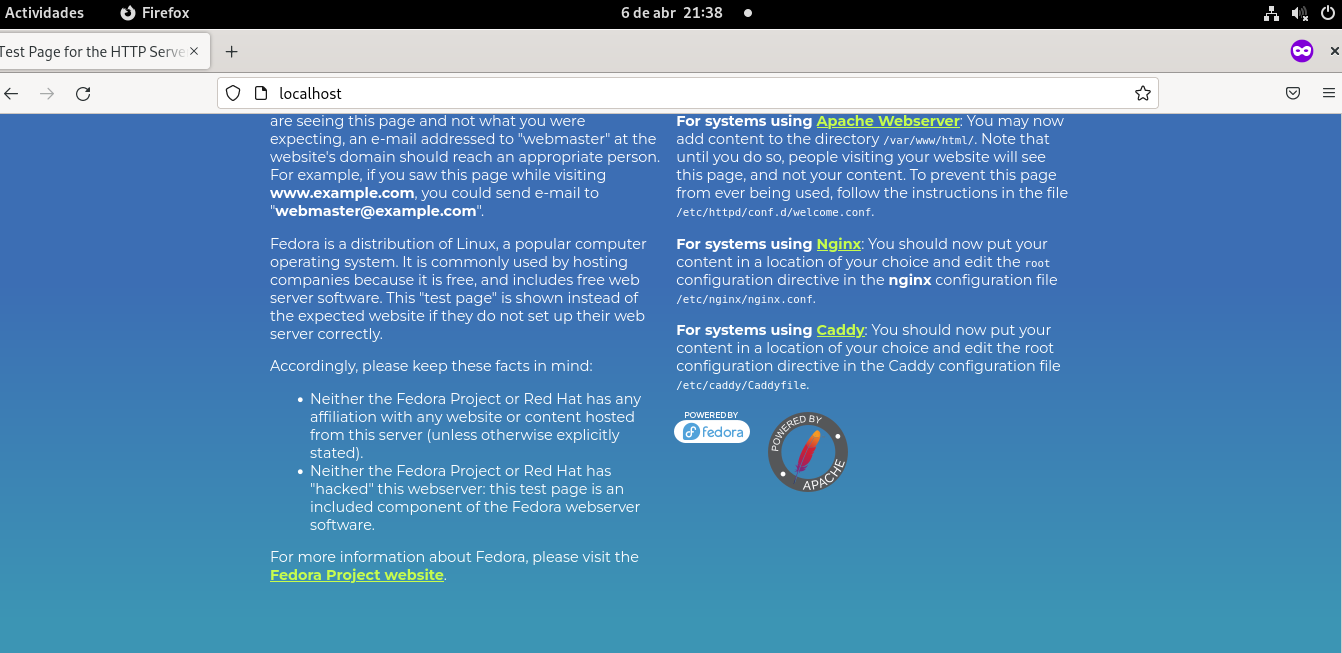 Actividades
Firefox
6 de abr 21:38
Test Page for the HTTP Serve
localhost
are seeing this page and not what you were
expecting, an e-mail addressed to "webmaster" at the
website's domain should reach an appropriate person.
For example, if you saw this page while visiting
www.example.com, you could send e-mail to
"webmaster@example.com".
Fedora is a distribution of Linux, a popular computer
operating system. It is commonly used by hosting
companies because it is free, and includes free web
server software. This "test page" is shown instead of
the expected website if they do not set up their web
server correctly.
Accordingly, please keep these facts in mind:
• Neither the Fedora Project or Red Hat has any
affiliation with any website or content hosted
from this server (unless otherwise explicitly
stated).
• Neither the Fedora Project or Red Hat has
"hacked" this webserver: this test page is an
included component of the Fedora webserver
software.
For more information about Fedora, please visit the
Fedora Project website.
For systems using Apache Webserver: You may now
add content to the directory /var/www/html/. Note that
until you do so, people visiting your website will see
this page, and not your content. To prevent this page
from ever being used, follow the instructions in the file
/etc/httpd/conf.d/welcome.conf.
For systems using Nginx: You should now put your
content in a location of your choice and edit the root
configuration directive in the nginx configuration file
/etc/nginx/nginx.conf.
For systems using Caddy: You should now put your
content in a location of your choice and edit the root
configuration directive in the Caddy configuration file
/etc/caddy/Caddyfile.
POWERED BY
fedora
POWERED BY
APACHE